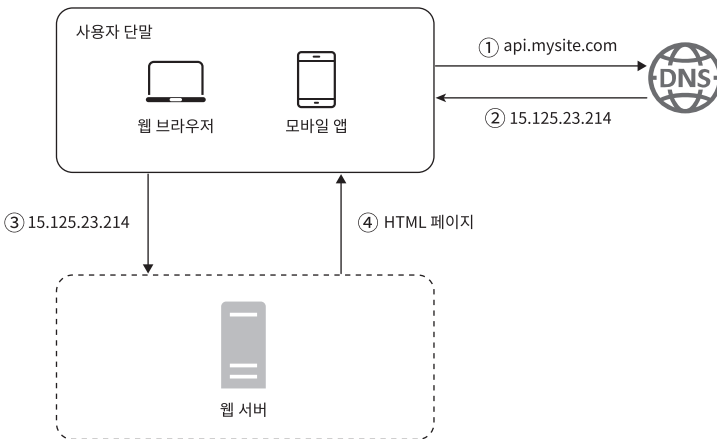 사용자 단말
웹 브라우저
모바일 앱
① api.mysite.com
DNS
② 15.125.23.214
③ 15.125.23.214
④ HTML 페이지
웹 서버